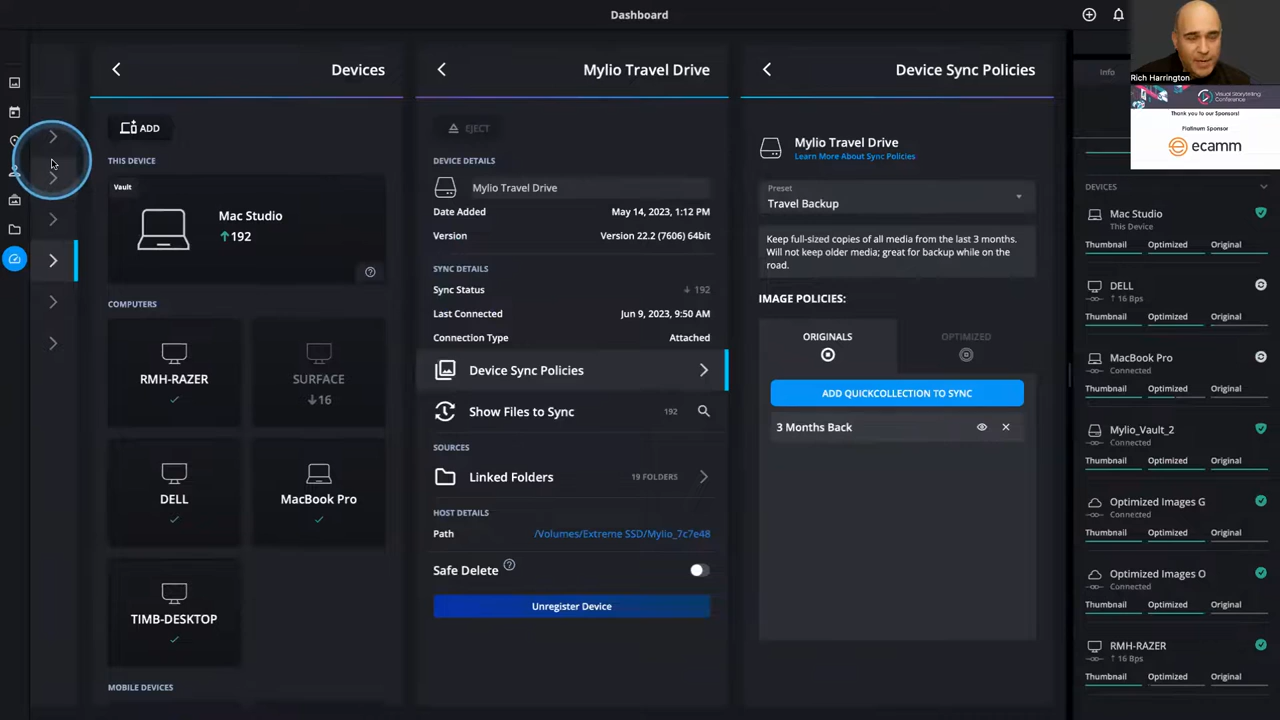 Dashboard
Rich Harrington
Visual Storytelling
Conference
Thank you to our Sponsors!
Platinum Sponsor
ecamm
Devices
ADD
THIS DEVICE
Vault
Mac Studio
192
COMPUTERS
RMH-RAZER
SURFACE
16
DELL
MacBook Pro
TIMB-DESKTOP
MOBILE DEVICES
Mylio Travel Drive
EJECT
DEVICE DETAILS
Mylio Travel Drive
Date Added May 14, 2023, 1:12 PM
Version Version 22.2 (7606) 64bit
SYNC DETAILS
Sync Status 192
Last Connected Jun 9, 2023, 9:50 AM
Connection Type Attached
Device Sync Policies
Show Files to Sync 192
SOURCES
Linked Folders 19 FOLDERS
HOST DETAILS
Path /Volumes/Extreme SSD/Mylio_7c7e48
Safe Delete
Unregister Device
Device Sync Policies
Mylio Travel Drive
Learn More About Sync Policies
Preset
Travel Backup
Keep full-sized copies of all media from the last 3 months.
Will not keep older media; great for backup while on the
road.
IMAGE POLICIES:
ORIGINALS OPTIMIZED
ADD QUICKCOLLECTION TO SYNC
3 Months Back
Info
DEVICES
Mac Studio
This Device
Thumbnail Optimized Original
DELL
16 Bps
Thumbnail Optimized Original
MacBook Pro
Connected
Thumbnail Optimized Original
Mylio_Vault_2
Connected
Thumbnail Optimized Original
Optimized Images G
Connected
Thumbnail Optimized Original
Optimized Images O
Connected
Thumbnail Optimized Original
RMH-RAZER
16 Bps
Thumbnail Optimized Original